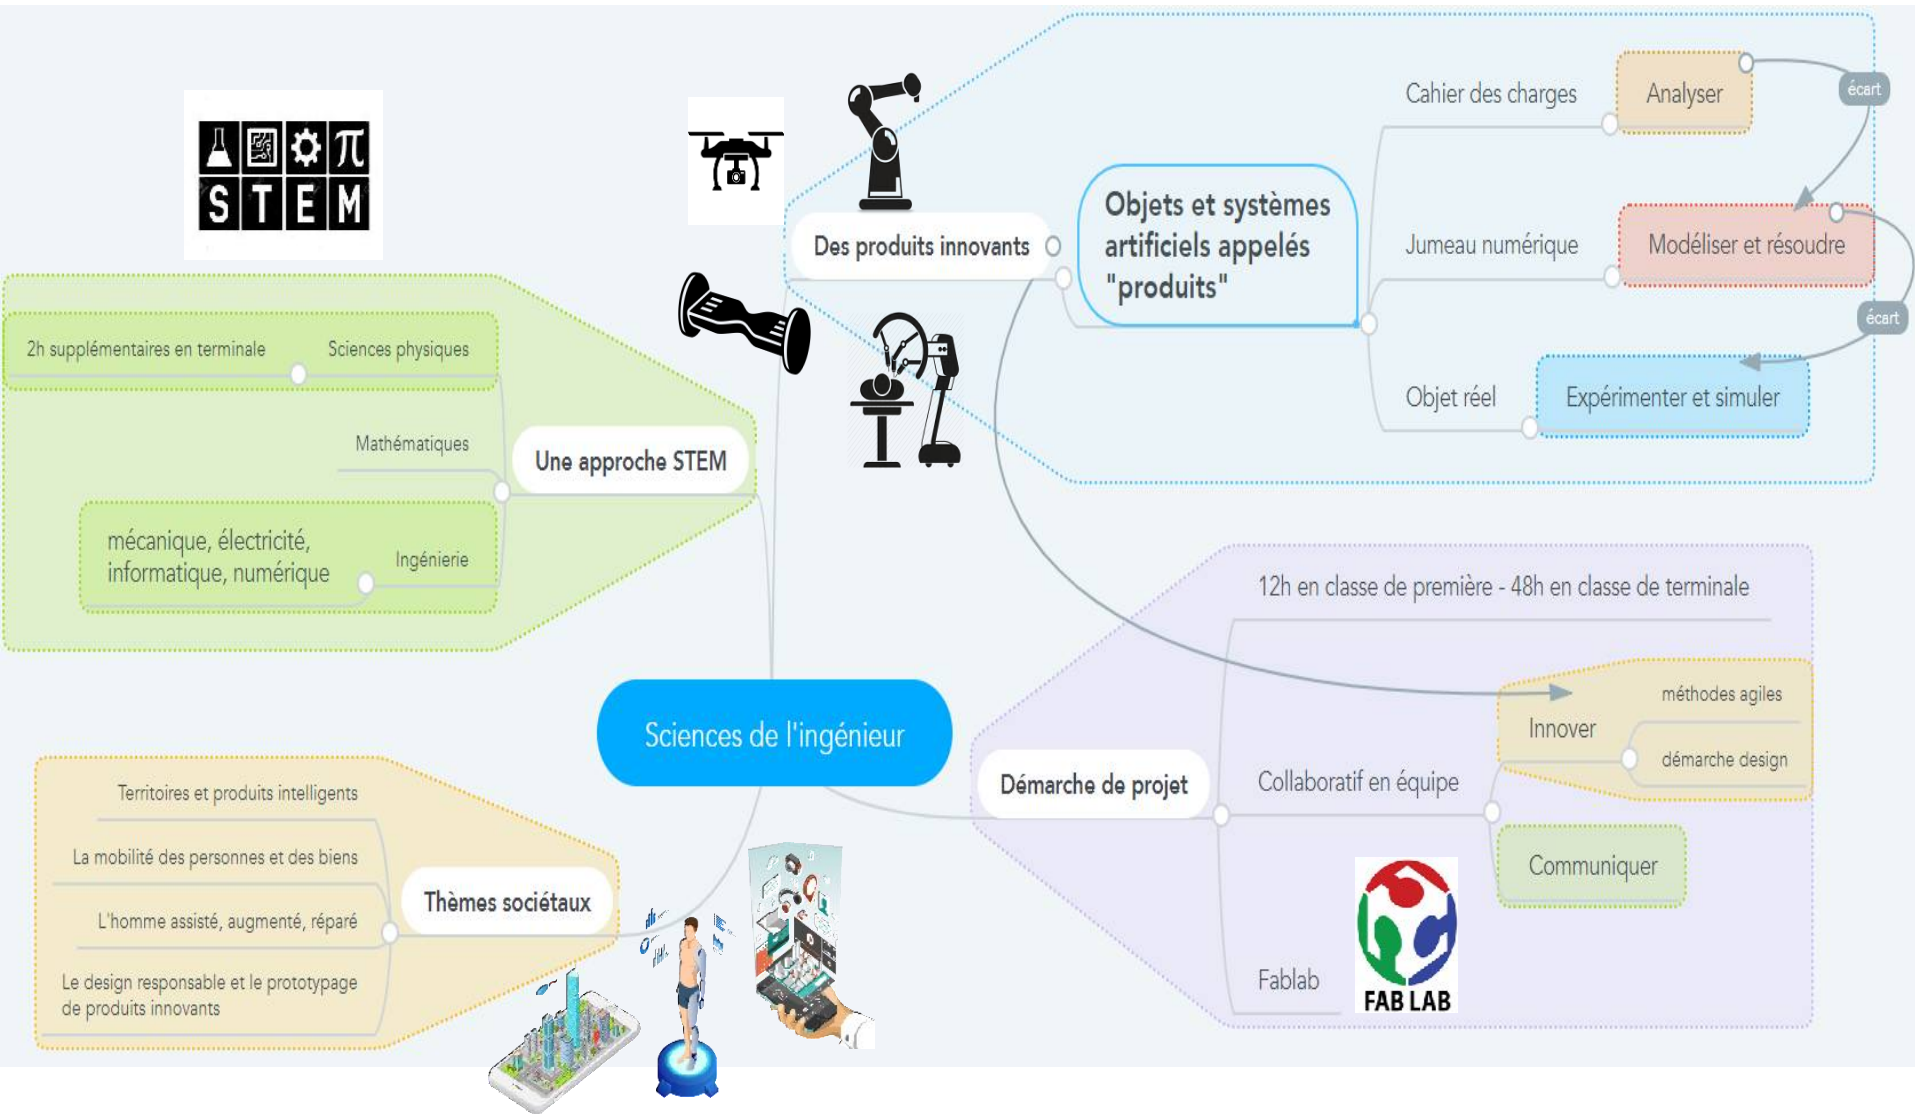 S T E M
2h supplémentaires en terminale
Sciences physiques
Mathématiques
mécanique, électricité,
informatique, numérique
Ingénierie
Une approche STEM
Des produits innovants
Objets et systèmes
artificiels appelés
"produits"
Cahier des charges
Analyser
écart
Jumeau numérique
Modéliser et résoudre
écart
Objet réel
Expérimenter et simuler
Sciences de l'ingénieur
Territoires et produits intelligents
La mobilité des personnes et des biens
L'homme assisté, augmenté, réparé
Le design responsable et le prototypage
de produits innovants
Thèmes sociétaux
Démarche de projet
12h en classe de première - 48h en classe de terminale
Collaboratif en équipe
Innover
méthodes agiles
démarche design
Communiquer
Fablab
FAB LAB